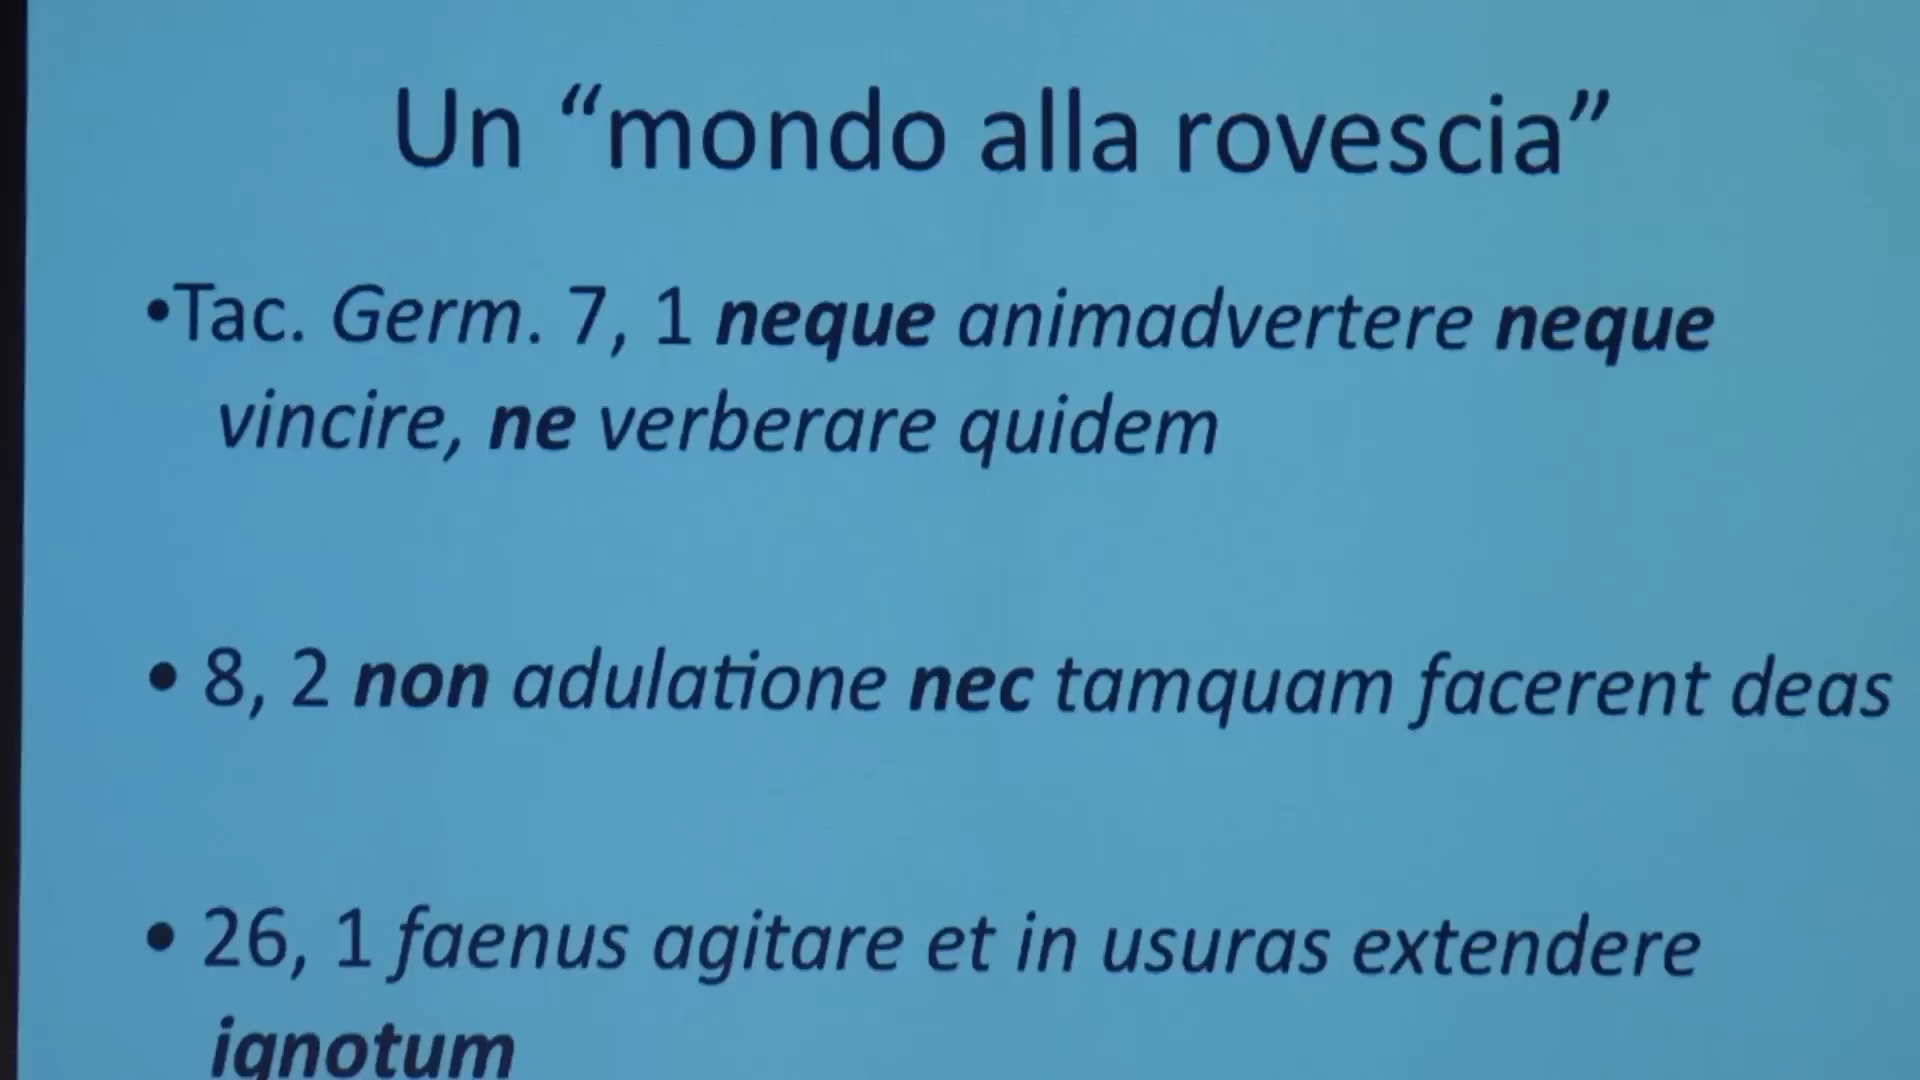 Un “mondo alla rovescia”
•Tac. Germ. 7, 1 neque animadvertere neque
vincire, ne verberare quidem
• 8, 2 non adulatione nec tamquam facerent deas
• 26, 1 faenus agitare et in usuras extendere
ignotum